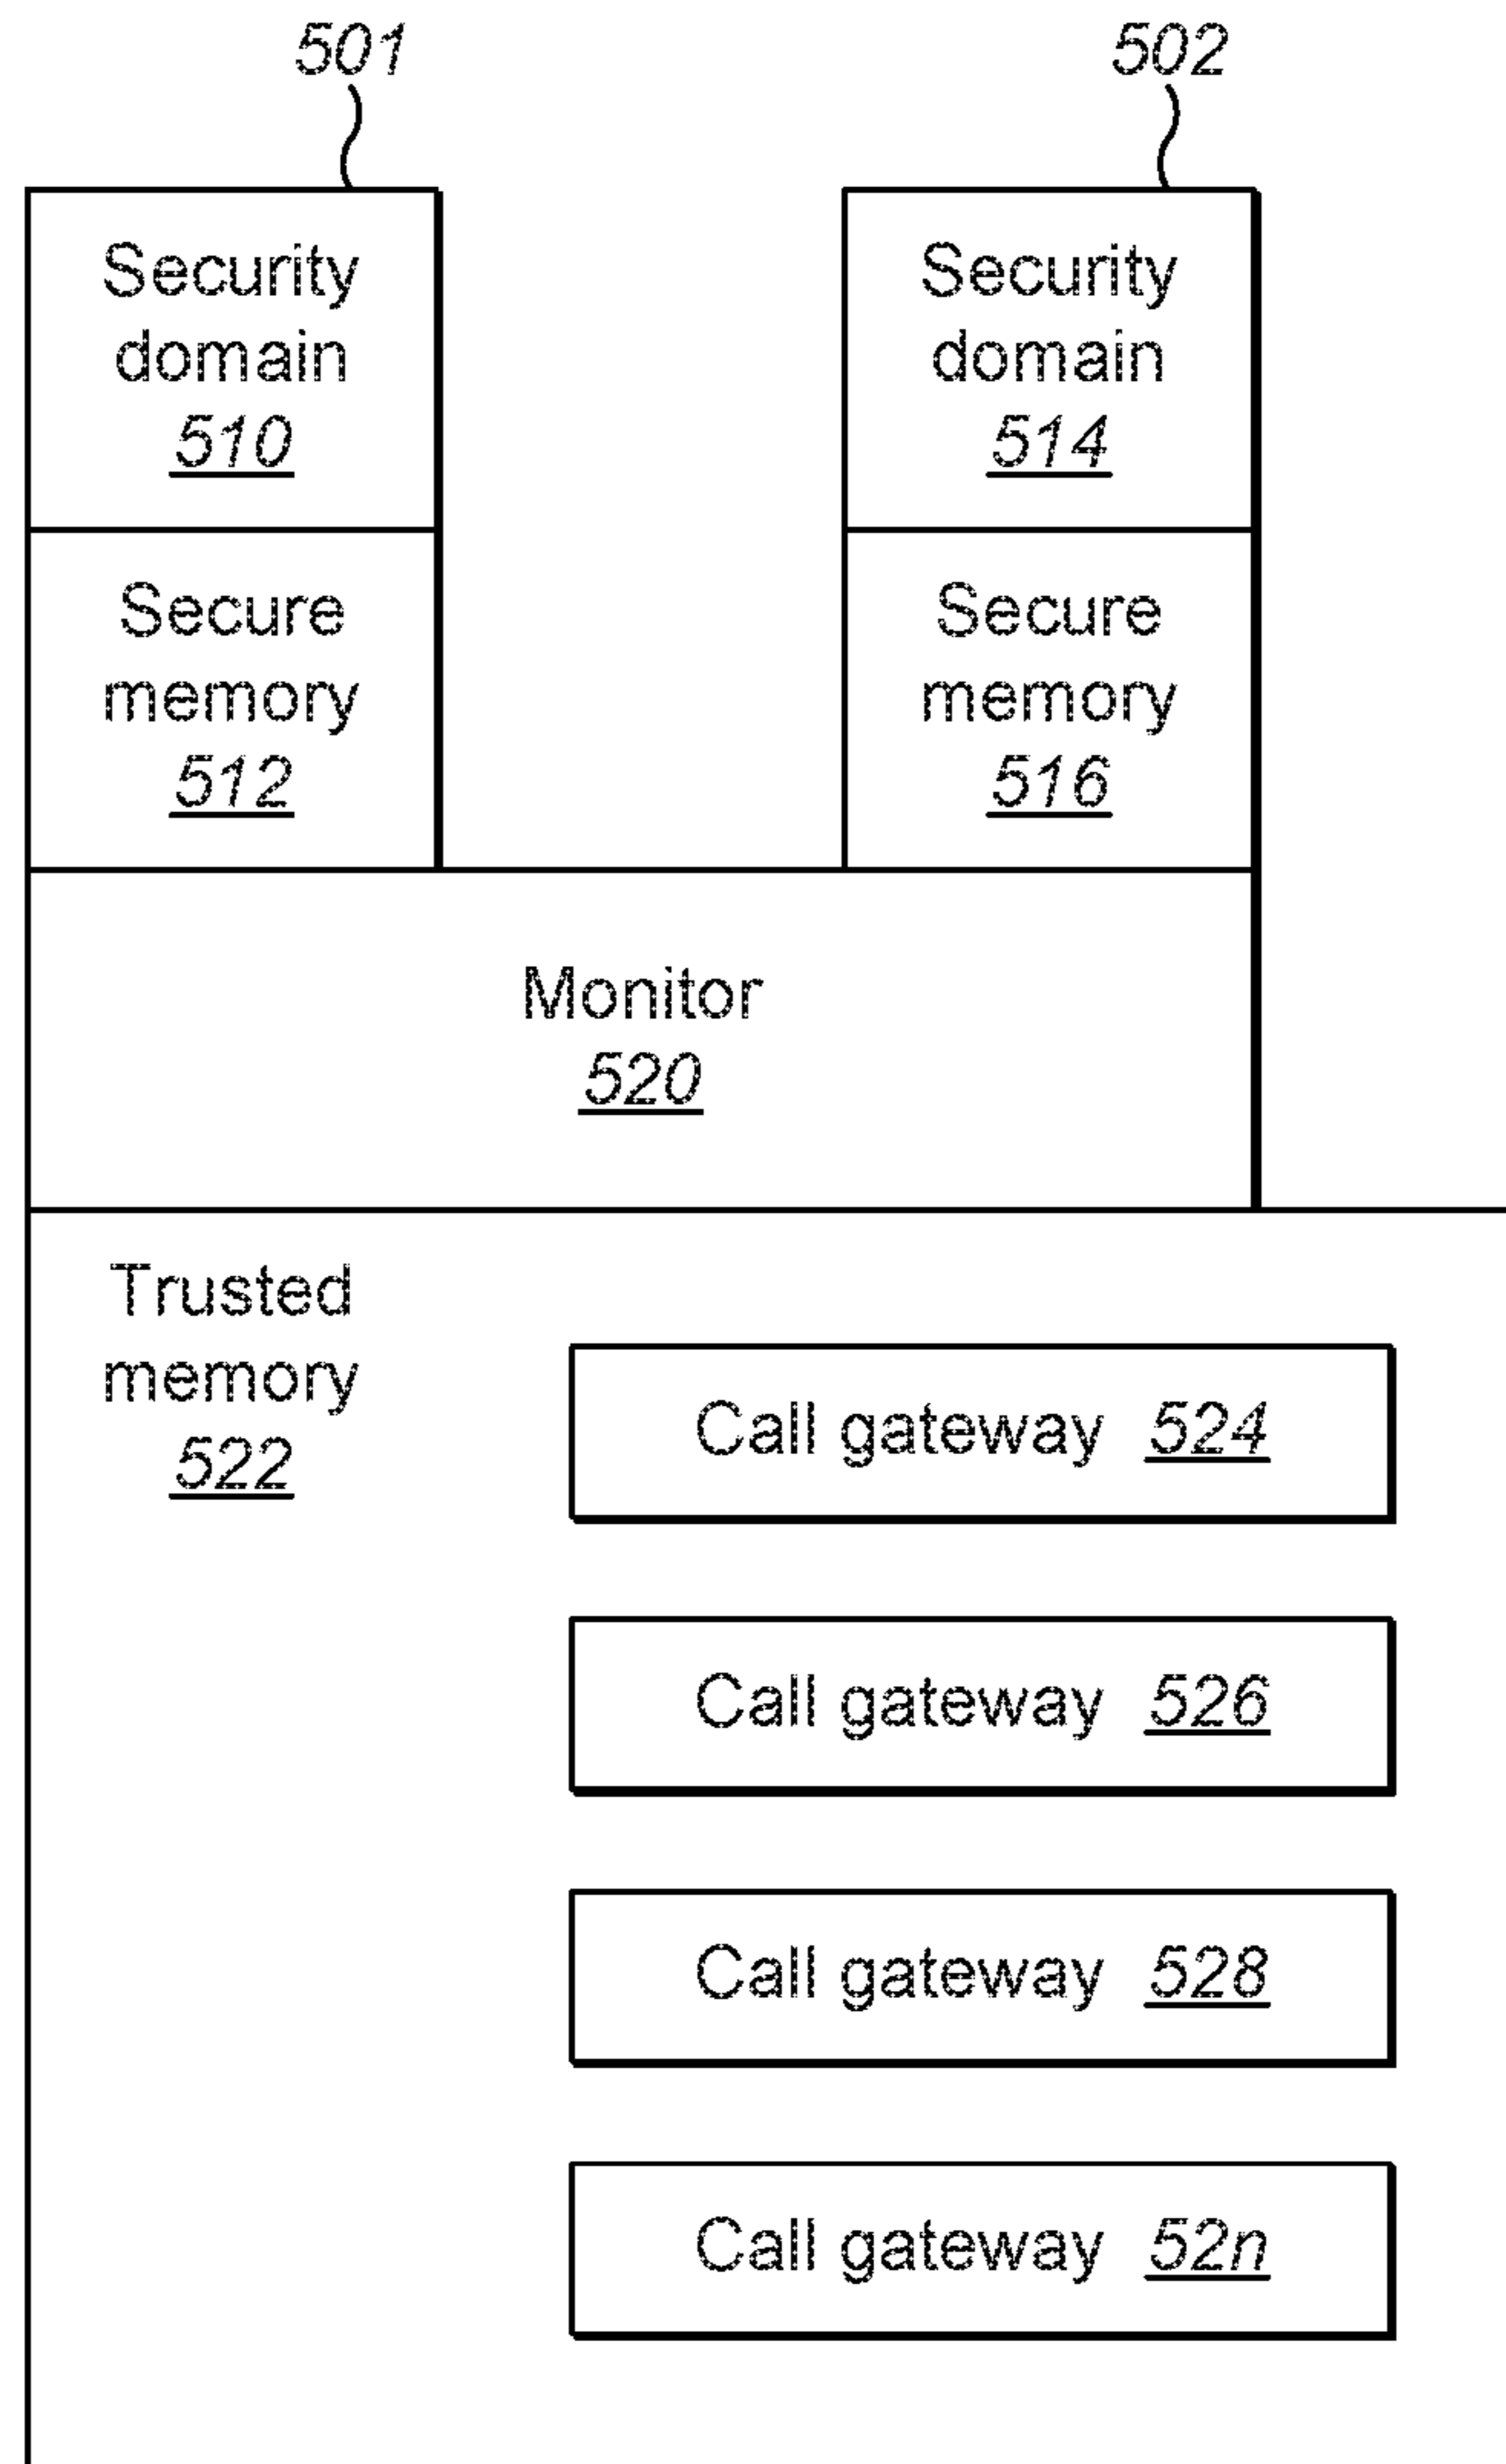 501
502
Security
domain
510
Security
domain
514
Secure
memory
512
Secure
memory
516
Monitor
520
Trusted
memory
522
Call gateway 524
Call gateway 526
Call gateway 528
Call gateway 52n